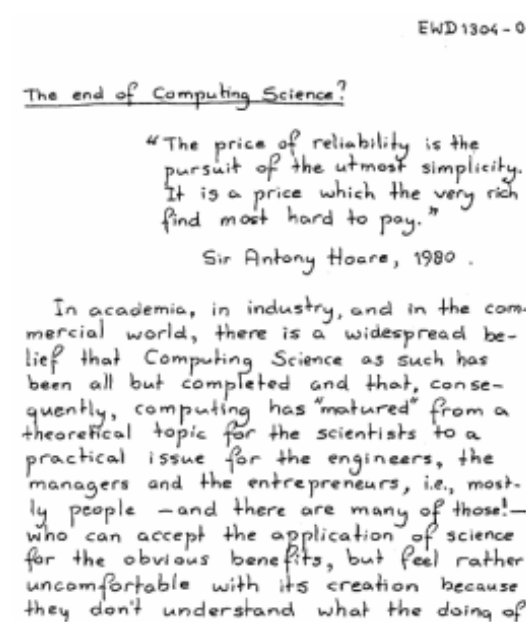 EWD1304-0
The end of Computing Science?
"The price of reliability is the
pursuit of the utmost simplicity.
It is a price which the very rich
find most hard to pay."
Sir Antony Hoare, 1980.
In academia, in industry, and in the com-
mercial world, there is a widespread be-
lief that Computing Science as such has
been all but completed and that, conse-
quently, computing has "matured" from a
theoretical topic for the scientists to a
practical issue for the engineers, the
managers and the entrepreneurs, i.e., most-
ly people —and there are many of those!—
who can accept the application of science
for the obvious benefits, but feel rather
uncomfortable with its creation because
they don't understand what the doing of